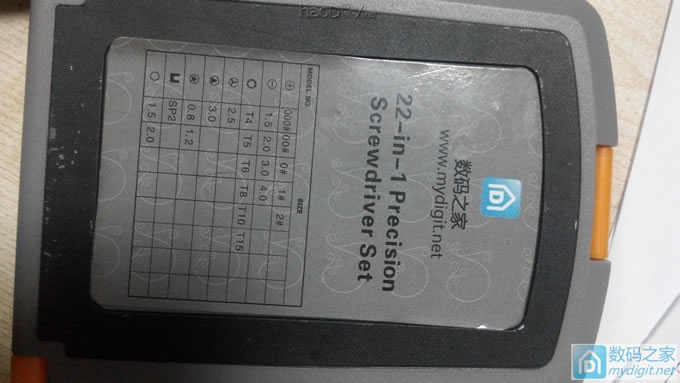 数码之家
www.mydigit.net
22-in-1 Precision
Screwdriver Set
MODEL NO. SIZE
000# 00# 0# 1# 2#
1.5 2.0 3.0 4.0
T4 T5 T6 T8 T10 T15
2.5
3.0
0.8 1.2
SP2
1.5 2.0
数码之家
mydigit.net